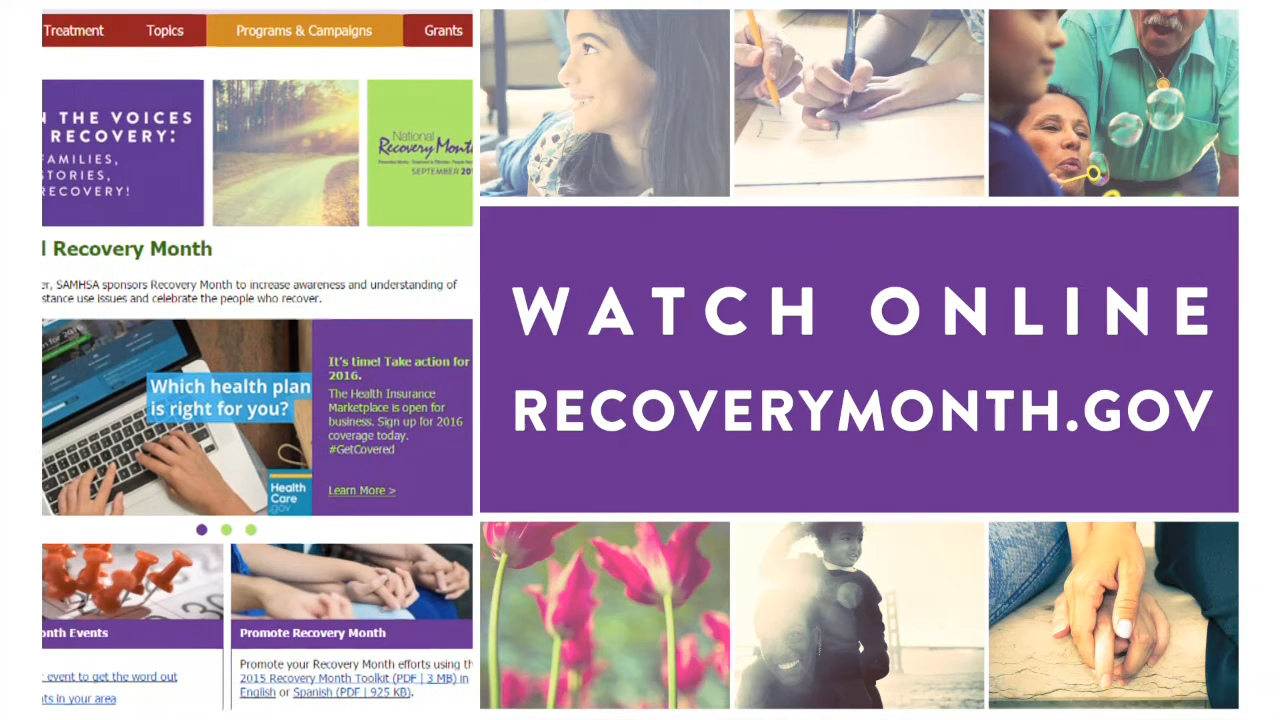 Treatment Topics Programs & Campaigns Grants
N THE VOICES
RECOVERY:
FAMILIES,
STORIES,
RECOVERY!
National
Recovery Month
SEPTEMBER 201
l Recovery Month
er, SAMHSA sponsors Recovery Month to increase awareness and understanding of
stance use issues and celebrate the people who recover.
Which health plan
is right for you?
Health
Care
.gov
It's time! Take action for
2016.
The Health Insurance
Marketplace is open for
business. Sign up for 2016
coverage today.
#GetCovered
Learn More >
30
onth Events
event to get the word out
nts in your area
Promote Recovery Month
Promote your Recovery Month efforts using th
2015 Recovery Month Toolkit (PDF | 3 MB) in
English or Spanish (PDF | 925 KB).
WATCH ONLINE
RECOVERYMONTH.GOV